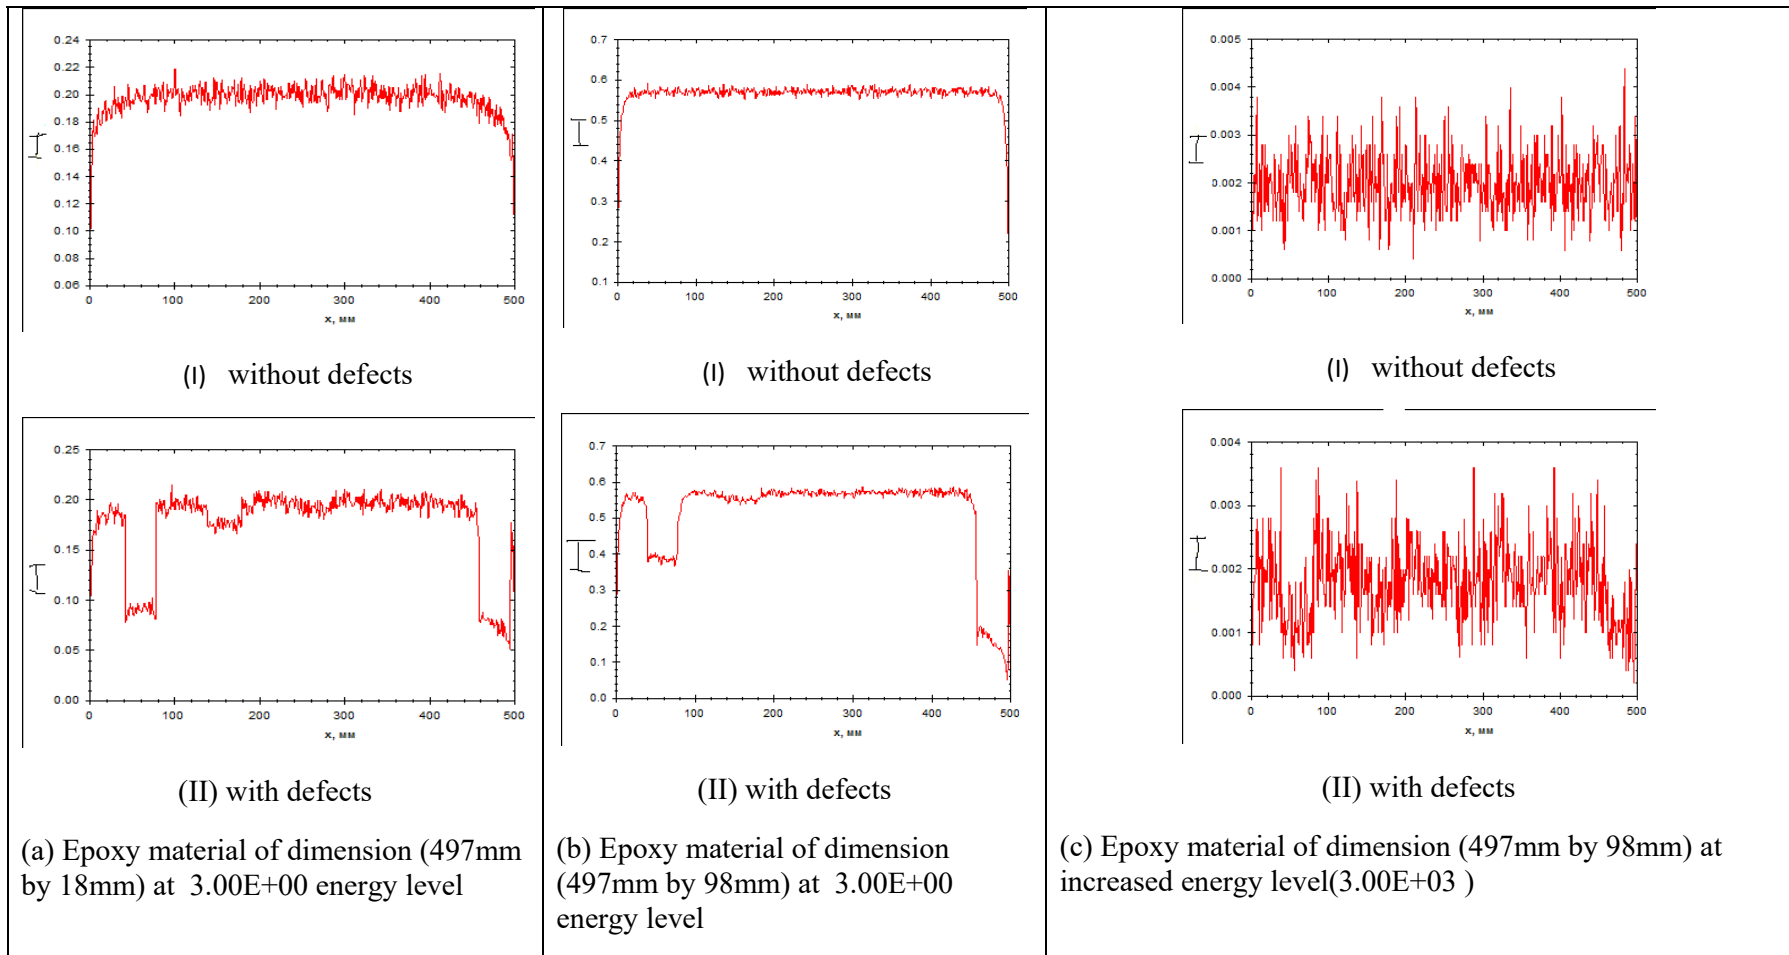 0.24
0.22
0.20
0.18
0.16
0.14
0.12
0.10
0.08
0.06
0 100 200 300 400 500
x, мм
(I) without defects
0.25
0.20
0.15
0.10
0.05
0.00
0 100 200 300 400 500
x, мм
(II) with defects
(a) Epoxy material of dimension (497mm
by 18mm) at 3.00E+00 energy level
0.7
0.6
0.5
0.4
0.3
0.2
0.1
0 100 200 300 400 500
x, мм
(I) without defects
0.7
0.6
0.5
0.4
0.3
0.2
0.1
0.0
0 100 200 300 400 500
x, мм
(II) with defects
(b) Epoxy material of dimension
(497mm by 98mm) at 3.00E+00
energy level
0.005
0.004
0.003
0.002
0.001
0.000
0 100 200 300 400 500
x, мм
(I) without defects
0.004
0.003
0.002
0.001
0.000
0 100 200 300 400 500
x, мм
(II) with defects
(c) Epoxy material of dimension (497mm by 98mm) at
increased energy level(3.00E+03 )